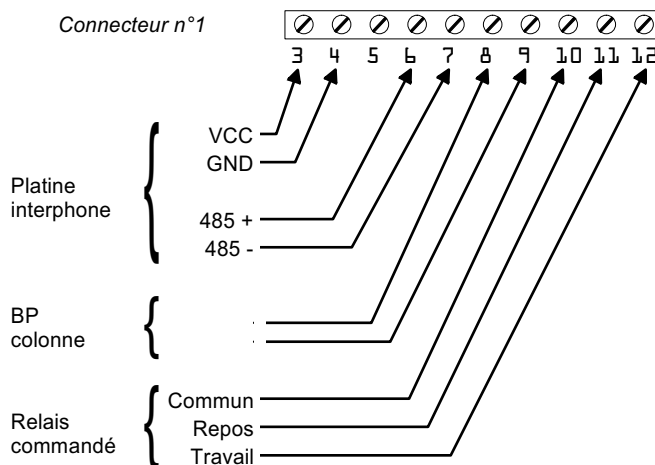 Connecteur n°1
3 4 5 6 7 8 9 10 11 12
VCC
GND
Platine
interphone
485 +
485 -
BP
colonne
Commun
Relais
commandé
Repos
Travail